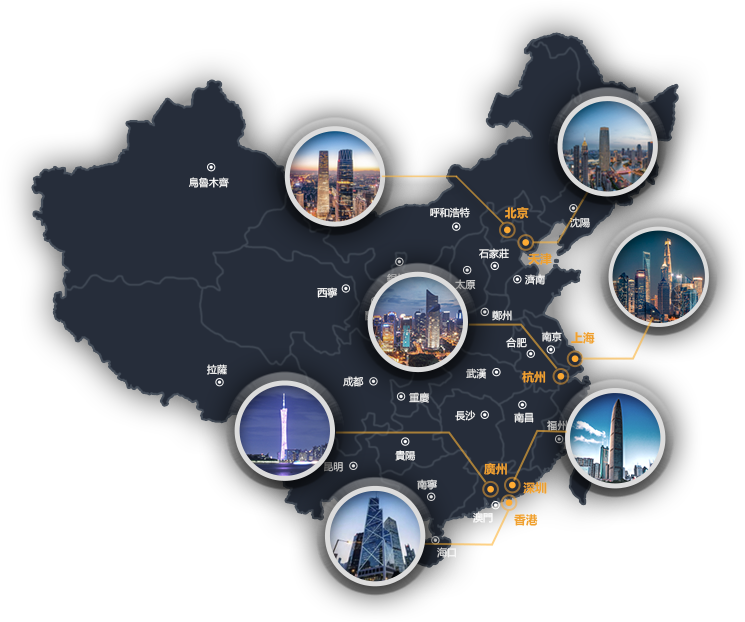 烏魯木齊
呼和浩特
北京
沈陽
石家莊
天津
太原
濟南
西寧
鄭州
南京
上海
合肥
拉薩
成都
武漢
杭州
重慶
長沙
南昌
福州
貴陽
昆明
廣州
南寧
深圳
澳門
香港
海口